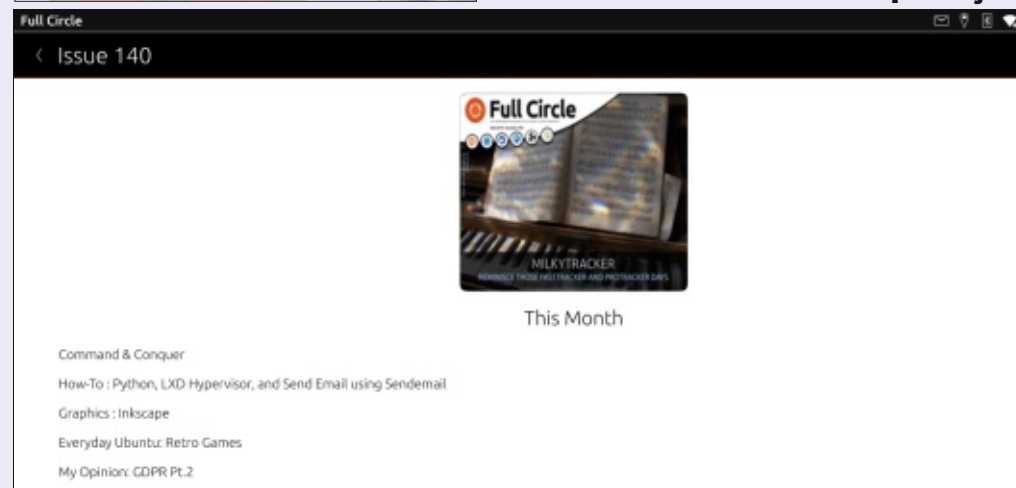 Full Circle
Issue 140
Full Circle
MILKYTRACKER
REMINISCE THOSE FASTTRACKER AND PROTRACKER DAYS
This Month
Command & Conquer
How-To : Python, LXD Hypervisor, and Send Email using Sendemail
Graphics : Inkscape
Everyday Ubuntu: Retro Games
My Opinion: GDPR Pt.2